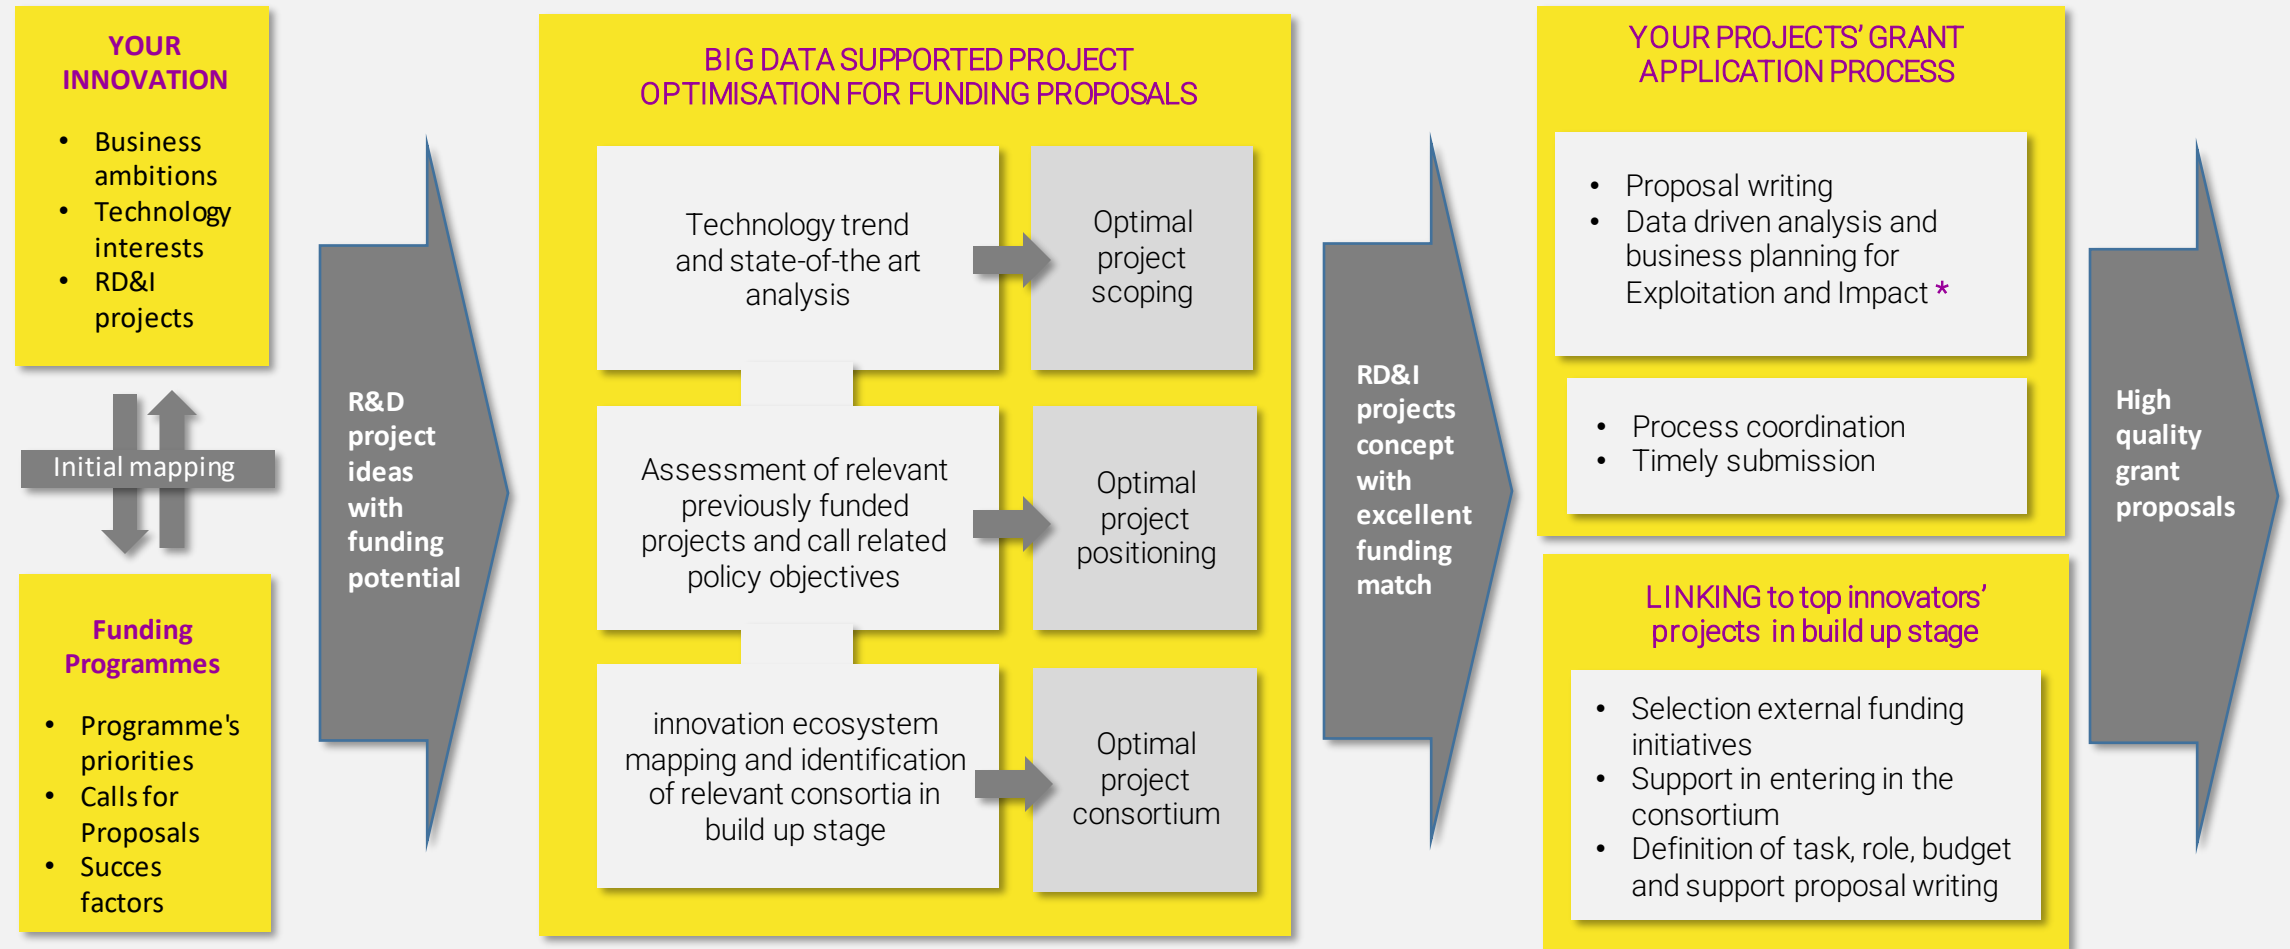 YOUR
INNOVATION
• Business
ambitions
• Technology
interests
• RD&I
projects
Initial mapping
Funding
Programmes
• Programme's
priorities
• Calls for
Proposals
• Succes
factors
R&D
project
ideas
with
funding
potential
BIG DATA SUPPORTED PROJECT
OPTIMISATION FOR FUNDING PROPOSALS
Technology trend
and state-of-the art
analysis
Optimal
project
scoping
Assessment of relevant
previously funded
projects and call related
policy objectives
Optimal
project
positioning
innovation ecosystem
mapping and identification
of relevant consortia in
build up stage
Optimal
project
consortium
RD&I
projects
concept
with
excellent
funding
match
YOUR PROJECTS’ GRANT
APPLICATION PROCESS
• Proposal writing
• Data driven analysis and
business planning for
Exploitation and Impact *
• Process coordination
• Timely submission
LINKING to top innovators’
projects in build up stage
• Selection external funding
initiatives
• Support in entering in the
consortium
• Definition of task, role, budget
and support proposal writing
High
quality
grant
proposals